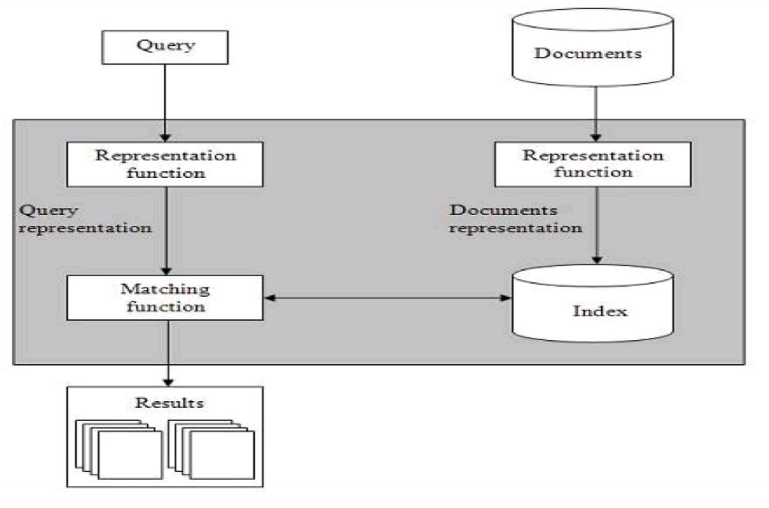 Query
Documents
Representation
function
Representation
function
Query
representation
Documents
representation
Matching
function
Index
Results